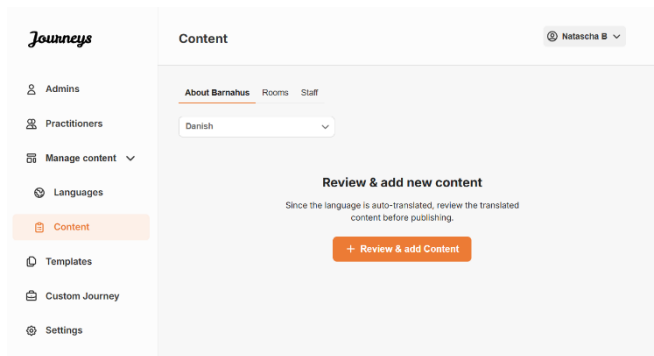 Journeys
Content
Natascha B
Admins
Practitioners
Manage content
Languages
Content
Templates
Custom Journey
Settings
About Barnahus
Rooms
Staff
Danish
Review & add new content
Since the language is auto-translated, review the translated
content before publishing.
+ Review & add Content